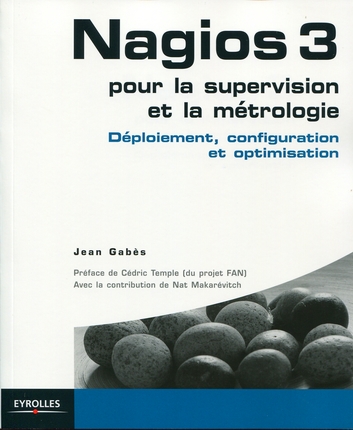 Nagios 3
pour la supervision
et la métrologie
Déploiement, configuration
et optimisation
Jean Gabès
Préface de Cédric Temple (du projet FAN)
Avec la contribution de Nat Makarévitch
EYROLLES